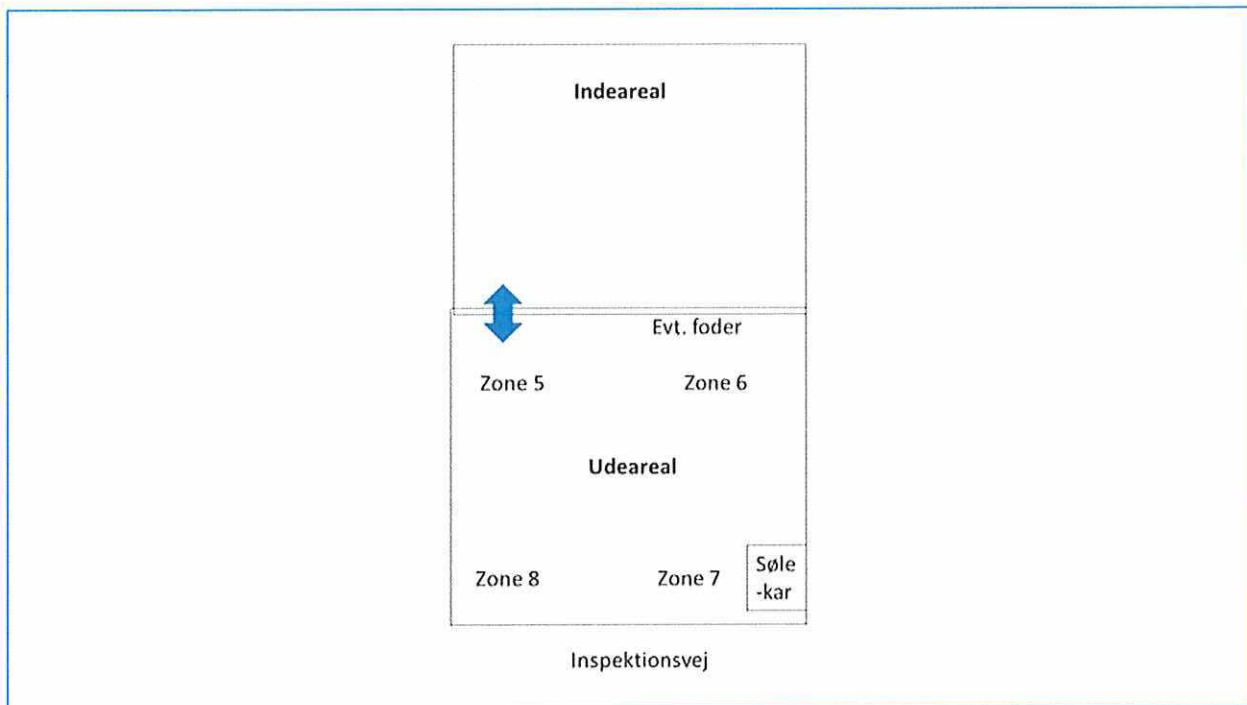 Indeareal
Evt. foder
Zone 5
Zone 6
Udeareal
Zone 8
Zone 7
Søle
-kar
Inspektionsvej